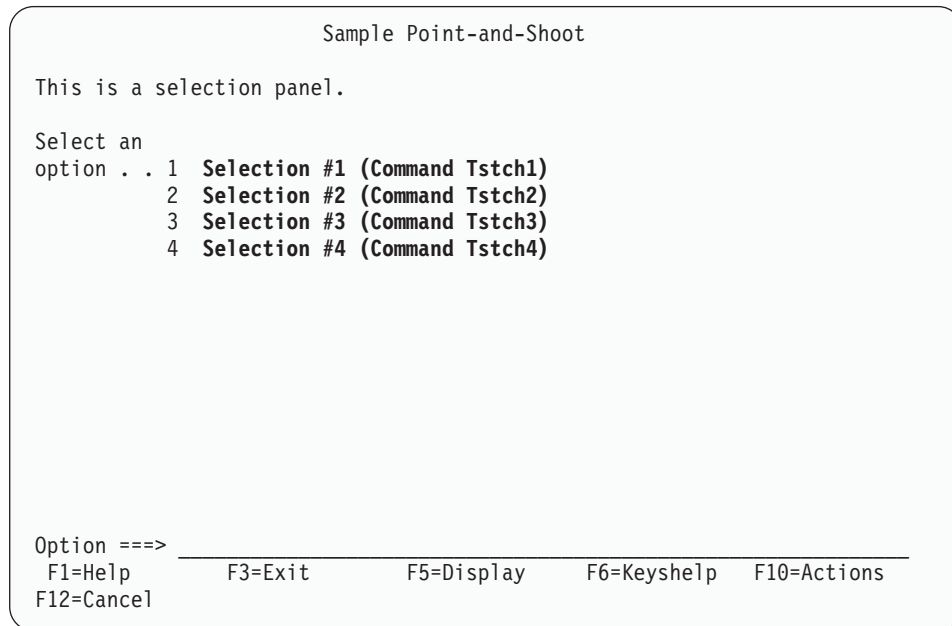 Sample Point-and-Shoot
This is a selection panel.
Select an
option . . 1 Selection #1 (Command Tstch1)
2 Selection #2 (Command Tstch2)
3 Selection #3 (Command Tstch3)
4 Selection #4 (Command Tstch4)
Option ===> _____________________________________________________________
F1=Help F3=Exit F5=Display F6=Keyshelp F10=Actions
F12=Cancel